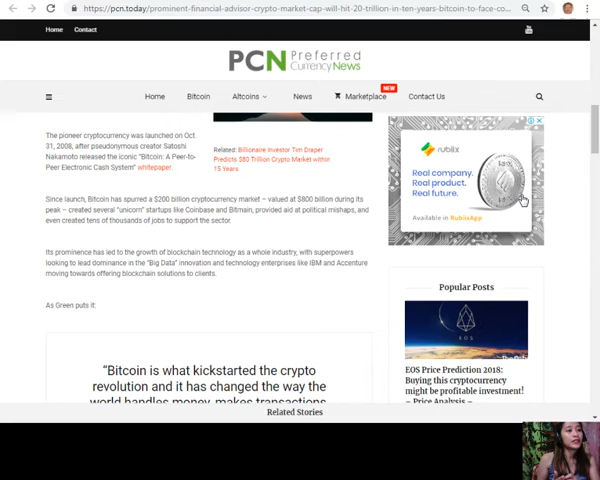 https://pcn.today/prominent-financial-advisor-crypto-market-cap-will-hit-20-trillion-in-ten-years-bitcoin-to-face-co...
Home Contact
You Tube
PCN Preferred Currency News
Home Bitcoin Altcoins News Marketplace NEW Contact Us
The pioneer cryptocurrency was launched on Oct.
31, 2008, after pseudonymous creator Satoshi
Nakamoto released the iconic "Bitcoin: A Peer-to-
Peer Electronic Cash System" whitepaper.
Related: Billionaire Investor Tim Draper
Predicts $80 Trillion Crypto Market within
15 Years
Since launch, Bitcoin has spurred a $200 billion cryptocurrency market – valued at $800 billion during its
peak – created several "unicorn" startups like Coinbase and Bitmain, provided aid at political mishaps, and
even created tens of thousands of jobs to support the sector.
Its prominence has led to the growth of blockchain technology as a whole industry, with superpowers
looking to lead dominance in the "Big Data" innovation and technology enterprises like IBM and Accenture
moving towards offering blockchain solutions to clients.
As Green puts it:
"Bitcoin is what kickstarted the crypto
revolution and it has changed the way the
world handles money, makes transactions,
rubiix
Real company.
Real product.
Real future.
Available in RubiixApp
Popular Posts
EOS
EOS Price Prediction 2018:
Buying this cryptocurrency
might be profitable investment!
– Price Analysis –
Related Stories